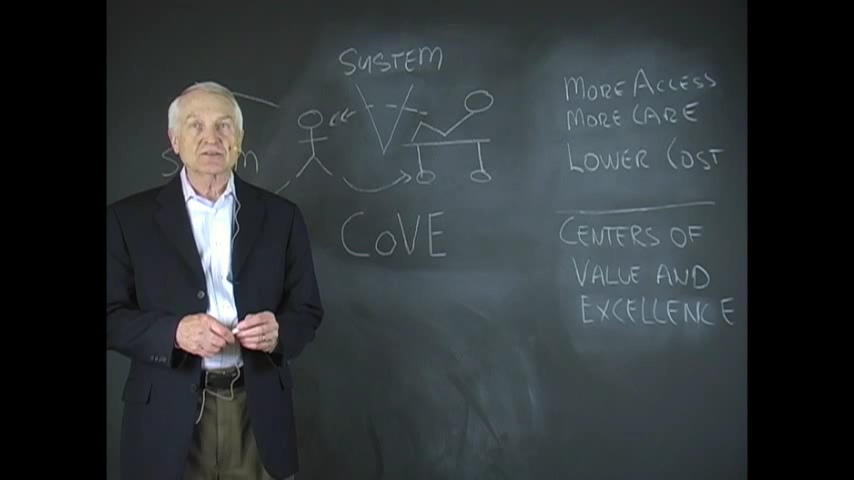 SYSTEM
CoVE
MORE ACCESS
MORE CARE
LOWER COST
CENTERS OF
VALUE AND
EXCELLENCE